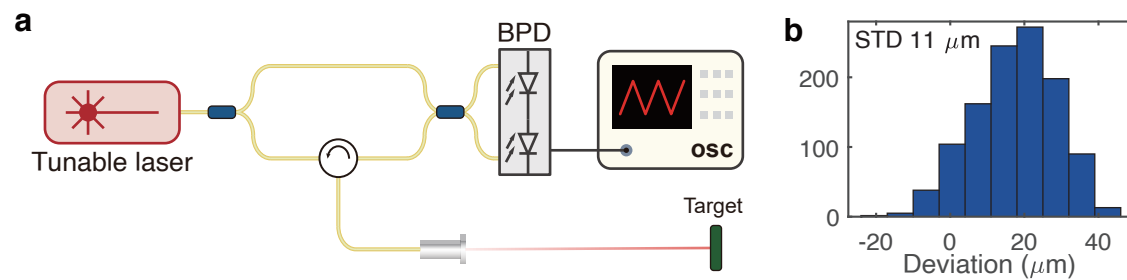 a
BPD
Tunable laser
osc
Target
b
STD 11 μm
200
100
0
-20 0 20 40
Deviation (μm)